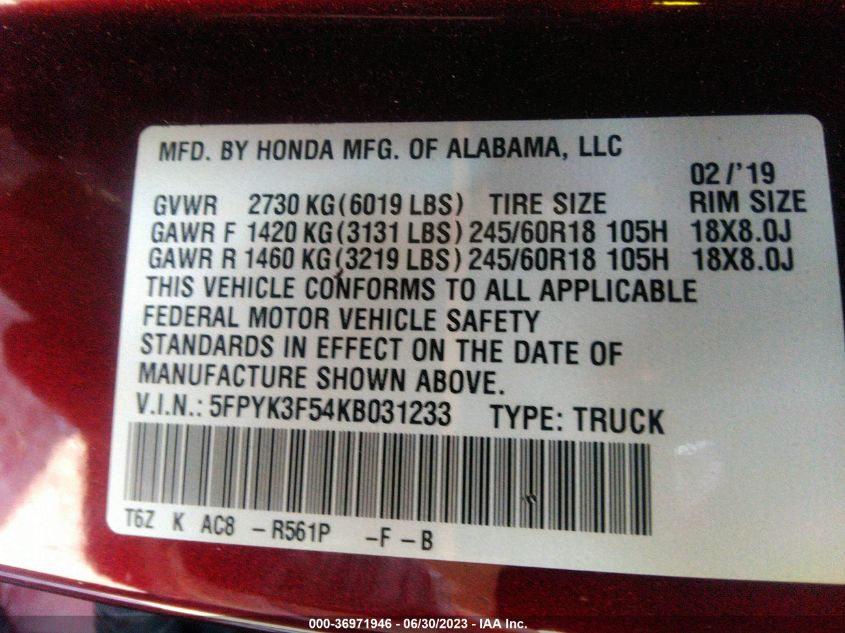 MFD. BY HONDA MFG. OF ALABAMA, LLC
02/'19
GVWR 2730 KG (6019 LBS) TIRE SIZE RIM SIZE
GAWR F 1420 KG (3131 LBS) 245/60R18 105H 18X8.0J
GAWR R 1460 KG (3219 LBS) 245/60R18 105H 18X8.0J
THIS VEHICLE CONFORMS TO ALL APPLICABLE
FEDERAL MOTOR VEHICLE SAFETY
STANDARDS IN EFFECT ON THE DATE OF
MANUFACTURE SHOWN ABOVE.
V.I.N.: 5FPYK3F54KB031233 TYPE: TRUCK
T6Z K AC8 -R561P -F-B
000-36971946 - 06/30/2023 - IAA Inc.